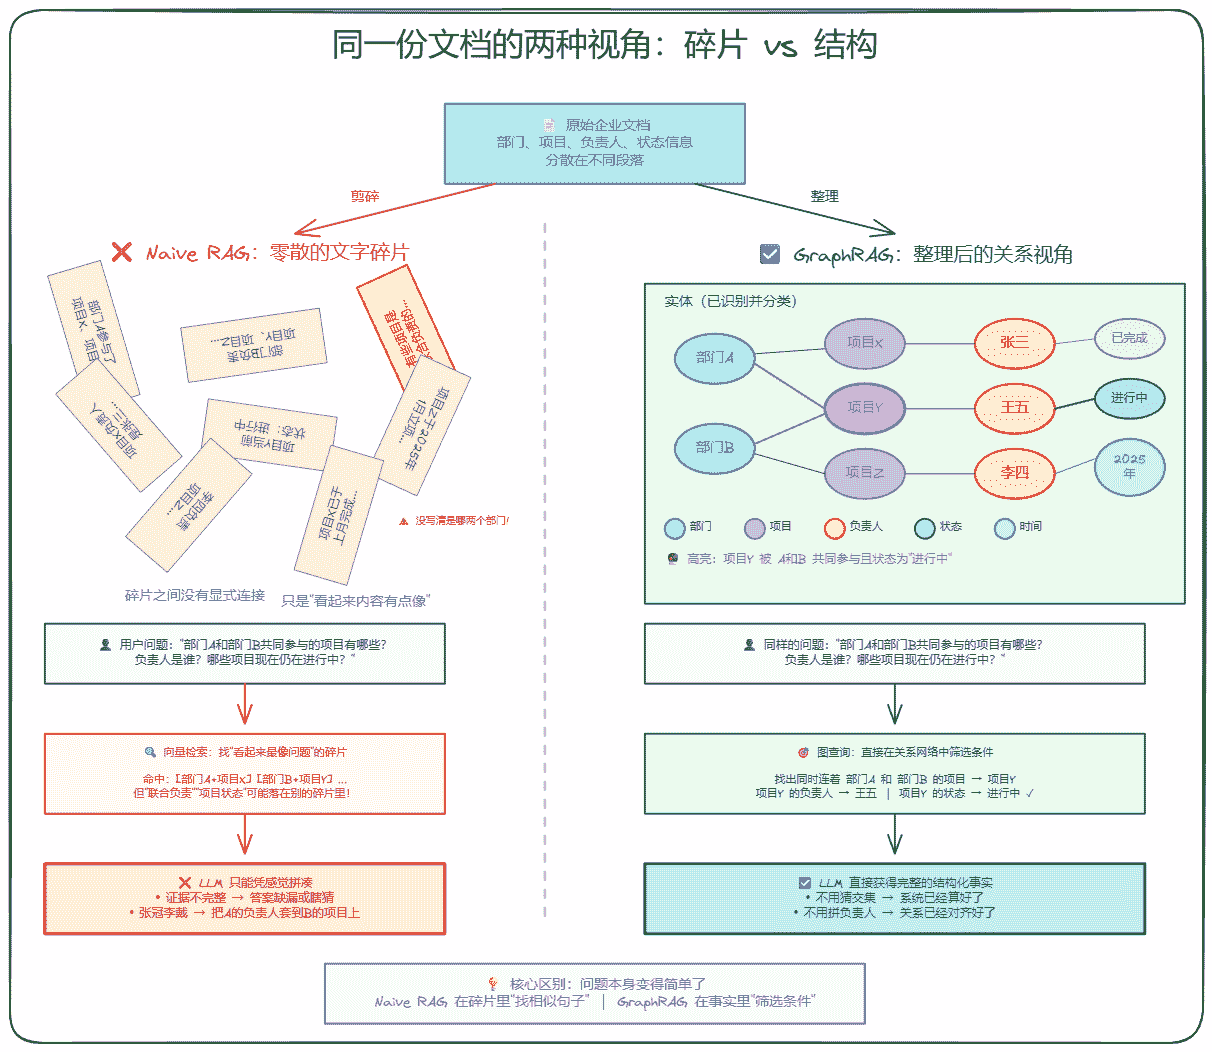 同一份文档的两种视角：碎片 vs 结构
原始企业文档
部门、项目、负责人、状态信息
分散在不同段落
剪碎
整理
Naive RAG：零散的文字碎片
GraphRAG：整理后的关系视角
部门A参与了
项目X、项目
部门B负责
项目Y、项目Z...
有些项目是
合负责的...
项目X负责人
是张三...
项目Y当前
状态：进行中
项目Z于2025年
1月立项...
李四负责
项目Z...
项目X已于
上月完成...
没写清是哪两个部门！
碎片之间没有显式连接
只是"看起来内容有点像"
实体（已识别并分类）
部门A
部门B
项目X
项目Y
项目Z
张三
王五
李四
已完成
进行中
2025
年
部门
项目
负责人
状态
时间
高亮：项目Y 被 A和B 共同参与且状态为"进行中"
用户问题："部门A和部门B共同参与的项目有哪些？
负责人是谁？哪些项目现在仍在进行中？"
向量检索：找"看起来最像问题"的碎片
命中：【部门A+项目X】【部门B+项目Y】...
但"联合负责""项目状态"可能落在别的碎片里！
LLM 只能凭感觉拼凑
• 证据不完整 → 答案缺漏或瞎猜
• 张冠李戴 → 把A的负责人套到B的项目上
同样的问题："部门A和部门B共同参与的项目有哪些？
负责人是谁？哪些项目现在仍在进行中？"
图查询：直接在关系网络中筛选条件
找出同时连着 部门A 和 部门B 的项目 → 项目Y
项目Y 的负责人 → 王五 | 项目Y 的状态 → 进行中 ✓
LLM 直接获得完整的结构化事实
• 不用猜交集 → 系统已经算好了
• 不用拼负责人 → 关系已经对齐好了
核心区别：问题本身变得简单了
Naive RAG 在碎片里"找相似句子" | GraphRAG 在事实里"筛选条件"